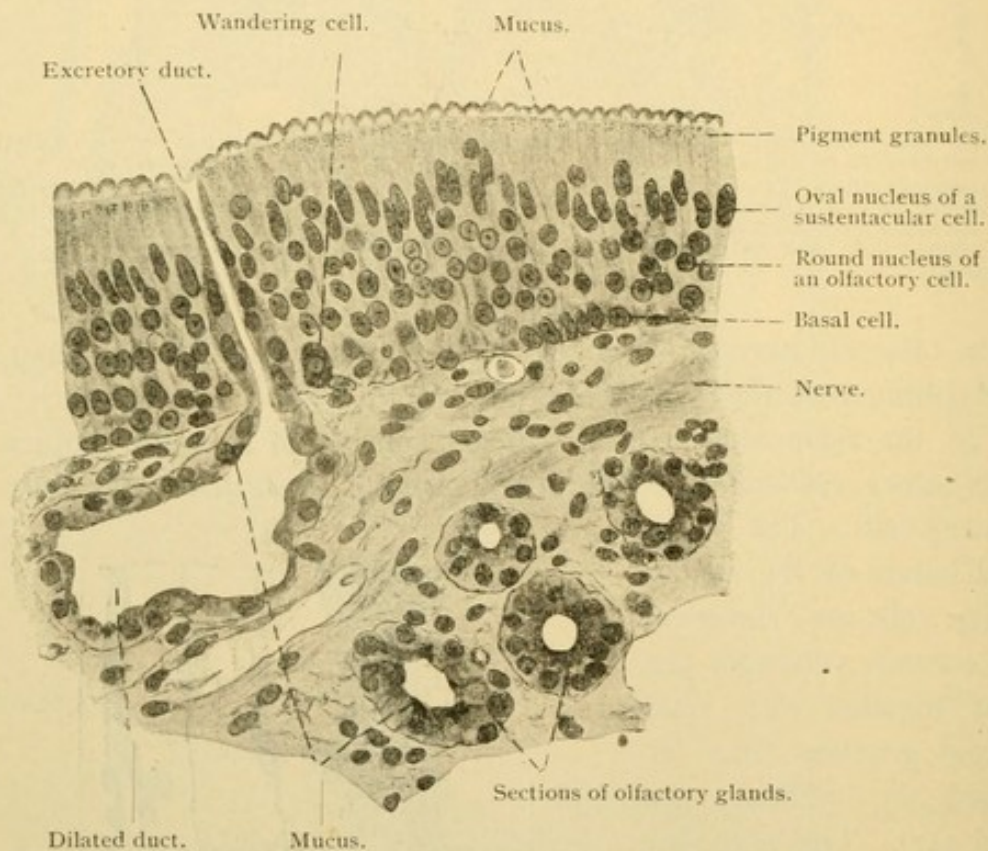 Wandering cell.
Mucus.
Excretory duct.
Pigment granules.
Oval nucleus of a
sustentacular cell.
Round nucleus of
an olfactory cell.
Basal cell.
Nerve.
Sections of olfactory glands.
Dilated duct.
Mucus.